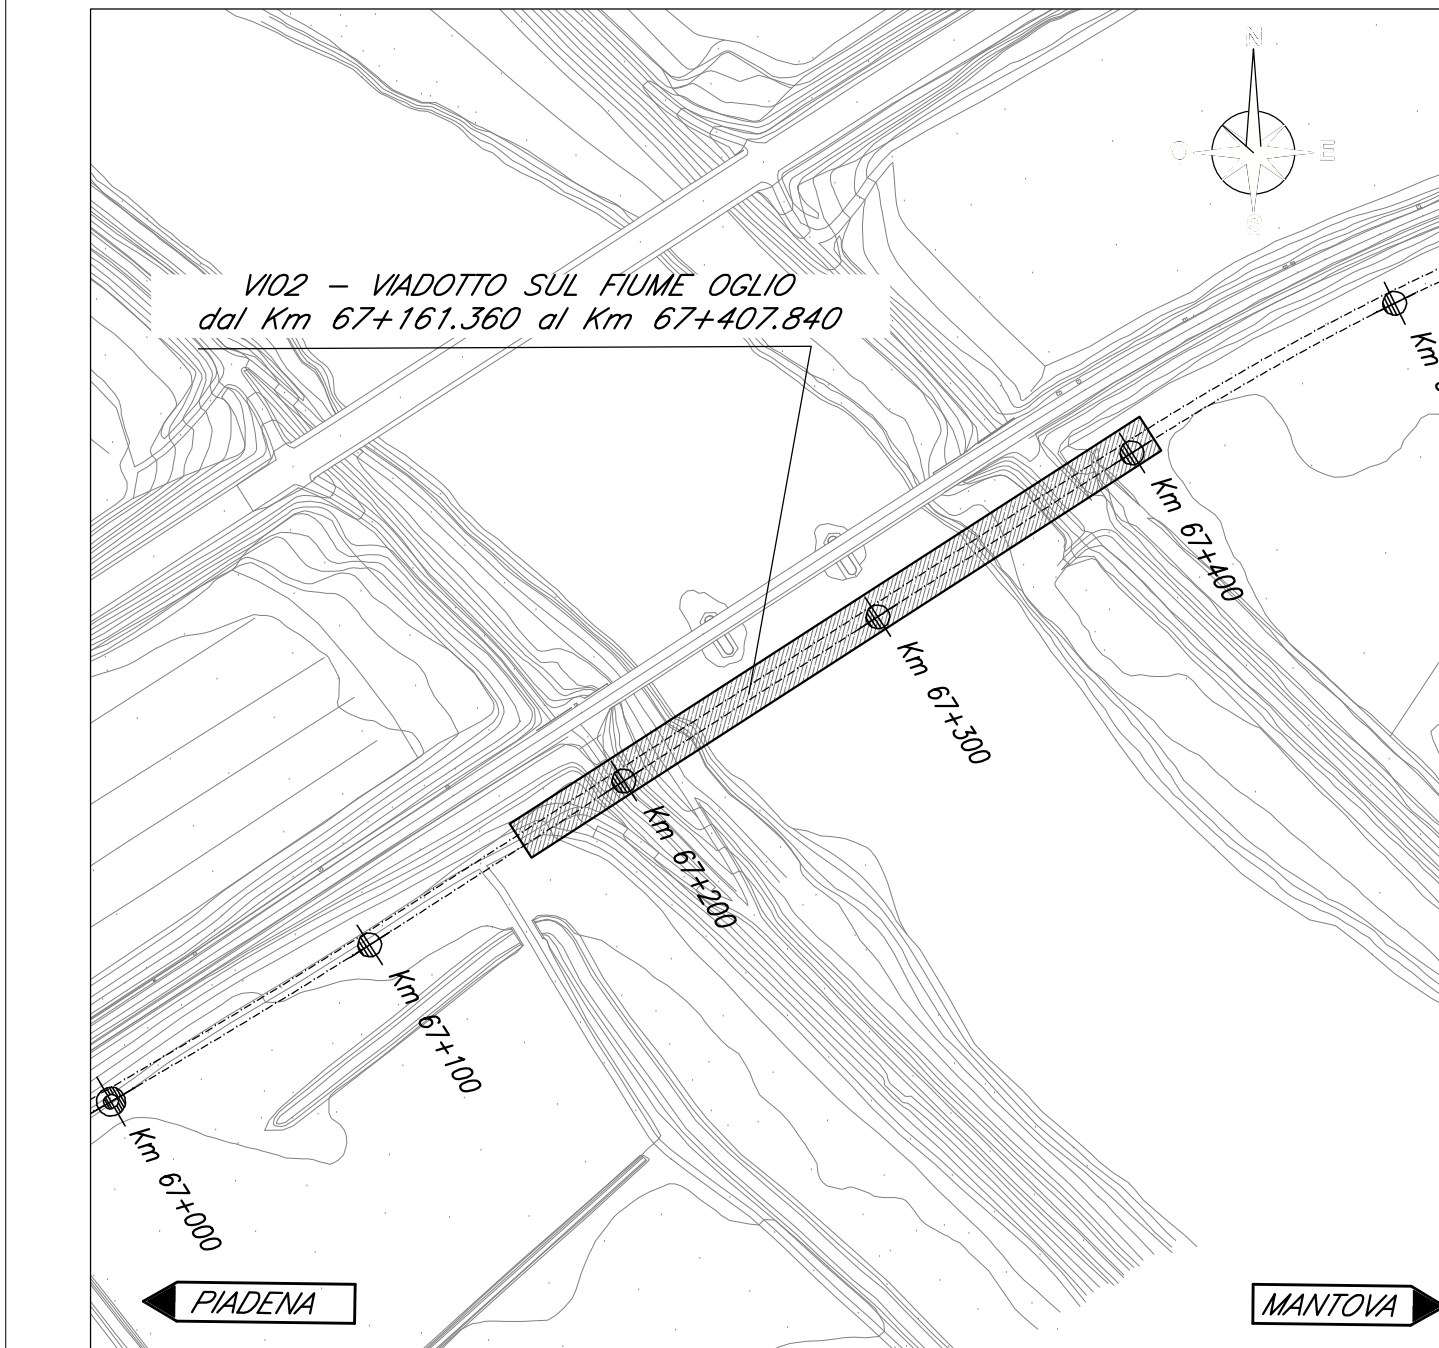 N
O
E
S
VI02 – VIADOTTO SUL FIUME OGLIO
dal Km 67+161.360 al Km 67+407.840
Km
Km 67+400
Km 67+300
Km 67+200
Km 67+100
Km 67+000
PIADENA
MANTOVA